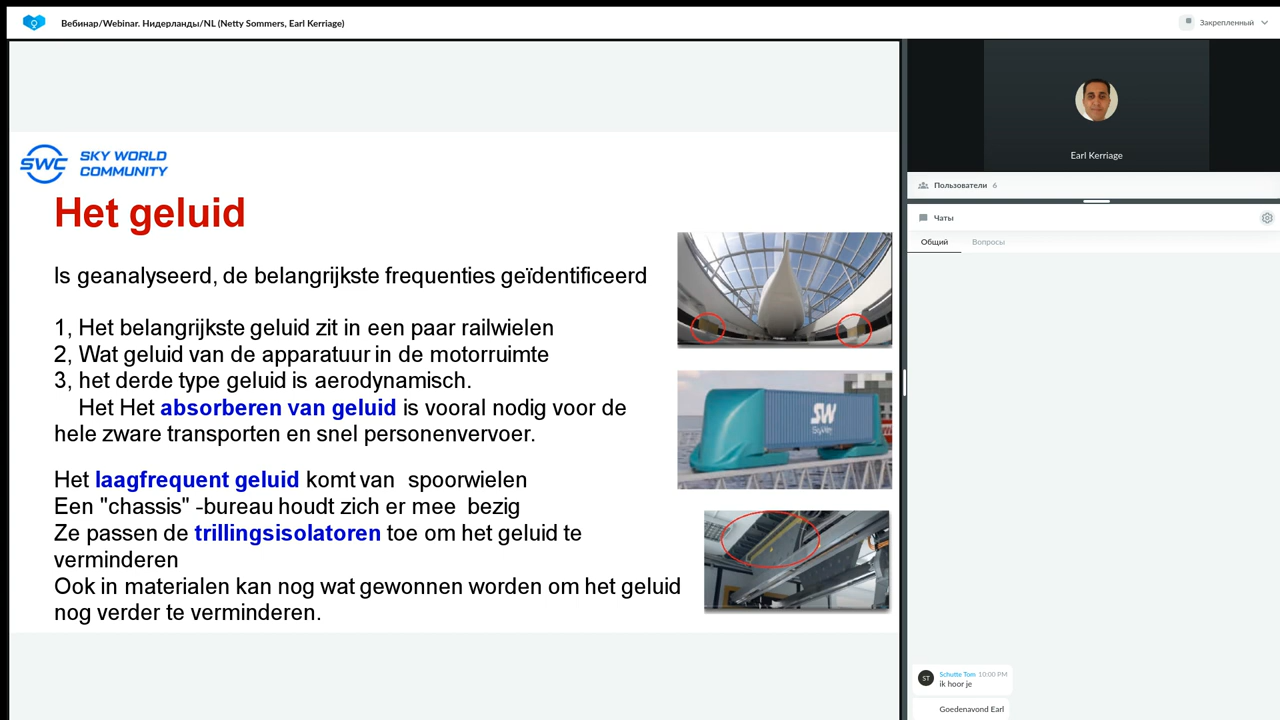 Вебинар/Webinar. Нидерланды/NL (Netty Sommers, Earl Kerriage)
Закрепленный
SWC SKY WORLD
COMMUNITY
Het geluid
Is geanalyseerd, de belangrijkste frequenties geïdentificeerd
1, Het belangrijkste geluid zit in een paar railwielen
2, Wat geluid van de apparatuur in de motorruimte
3, het derde type geluid is aerodynamisch.
Het Het absorberen van geluid is vooral nodig voor de
hele zware transporten en snel personenvervoer.
Het laagfrequent geluid komt van spoorwielen
Een "chassis" -bureau houdt zich er mee bezig
Ze passen de trillingsisolatoren toe om het geluid te
verminderen
Ook in materialen kan nog wat gewonnen worden om het geluid
nog verder te verminderen.
SW
SkyWay
Earl Kerriage
Пользователи 6
Чаты
Общий Вопросы
ST
Schutte Tom 10:00 PM
ik hoor je
Goedenavond Earl